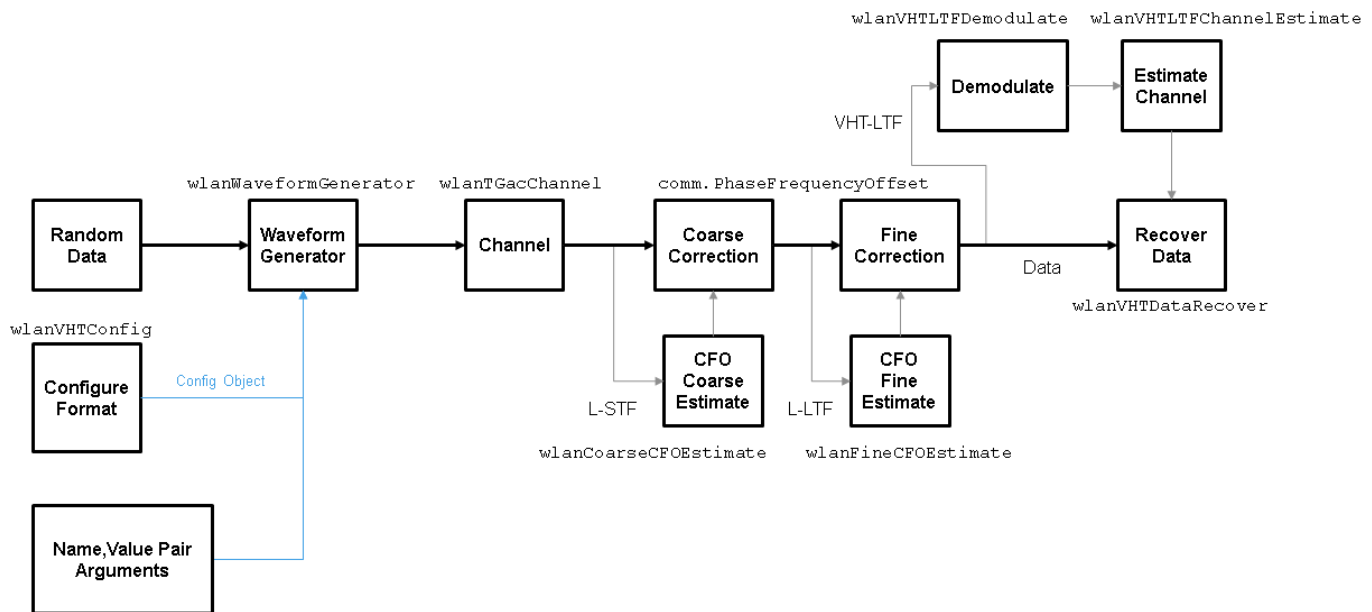 wlanVHTLTFDemodulate
wlanVHTLTFChannelEstimate
Demodulate
Estimate
Channel
VHT-LTF
wlanWaveformGenerator
wlanTGacChannel
comm.PhaseFrequencyOffset
Random
Data
Waveform
Generator
Channel
Coarse
Correction
Fine
Correction
Data
Recover
Data
wlanVHTDataRecover
wlanVHTConfig
Configure
Format
Config Object
L-STF
CFO
Coarse
Estimate
wlanCoarseCFOEstimate
L-LTF
CFO
Fine
Estimate
wlanFineCFOEstimate
Name,Value Pair
Arguments